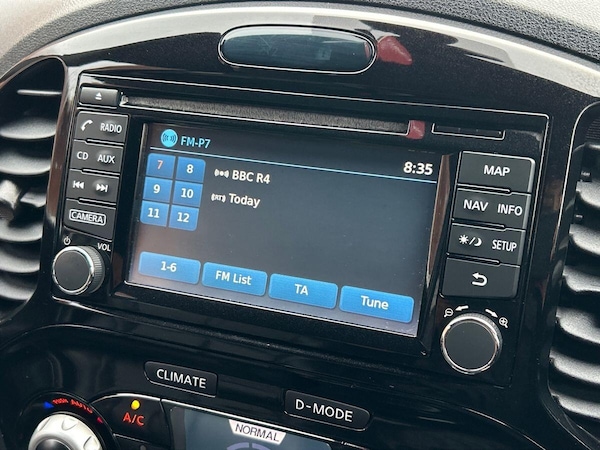 FM-P7
8:35
7 8
9 10
11 12
BBC R4
Today
1-6
FM List
TA
Tune
RADIO
CD AUX
CAMERA
VOL
MAP
NAV INFO
SETUP
CLIMATE
D-MODE
A/C
NORMAL